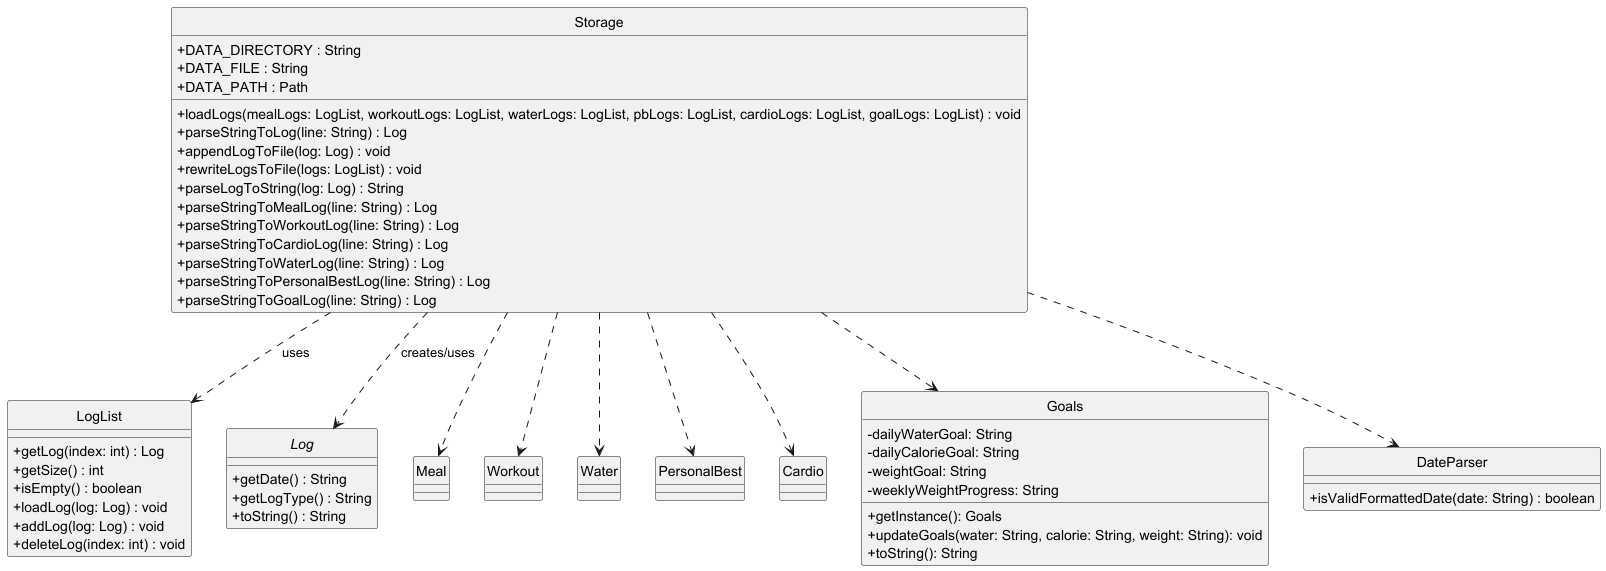 Storage
+DATA_DIRECTORY : String
+DATA_FILE : String
+DATA_PATH : Path
+loadLogs(mealLogs: LogList, workoutLogs: LogList, waterLogs: LogList, pbLogs: LogList, cardioLogs: LogList, goalLogs: LogList) : void
+parseStringToLog(line: String) : Log
+appendLogToFile(log: Log) : void
+rewriteLogsToFile(logs: LogList) : void
+parseLogToString(log: Log) : String
+parseStringToMealLog(line: String) : Log
+parseStringToWorkoutLog(line: String) : Log
+parseStringToCardioLog(line: String) : Log
+parseStringToWaterLog(line: String) : Log
+parseStringToPersonalBestLog(line: String) : Log
+parseStringToGoalLog(line: String) : Log
uses
creates/uses
LogList
+getLog(index: int) : Log
+getSize() : int
+isEmpty() : boolean
+loadLog(log: Log) : void
+addLog(log: Log) : void
+deleteLog(index: int) : void
Log
+getDate() : String
+getLogType() : String
+toString() : String
Meal
Workout
Water
PersonalBest
Cardio
Goals
-dailyWaterGoal: String
-dailyCalorieGoal: String
-weightGoal: String
-weeklyWeightProgress: String
+getInstance(): Goals
+updateGoals(water: String, calorie: String, weight: String): void
+toString(): String
DateParser
+isValidFormattedDate(date: String) : boolean